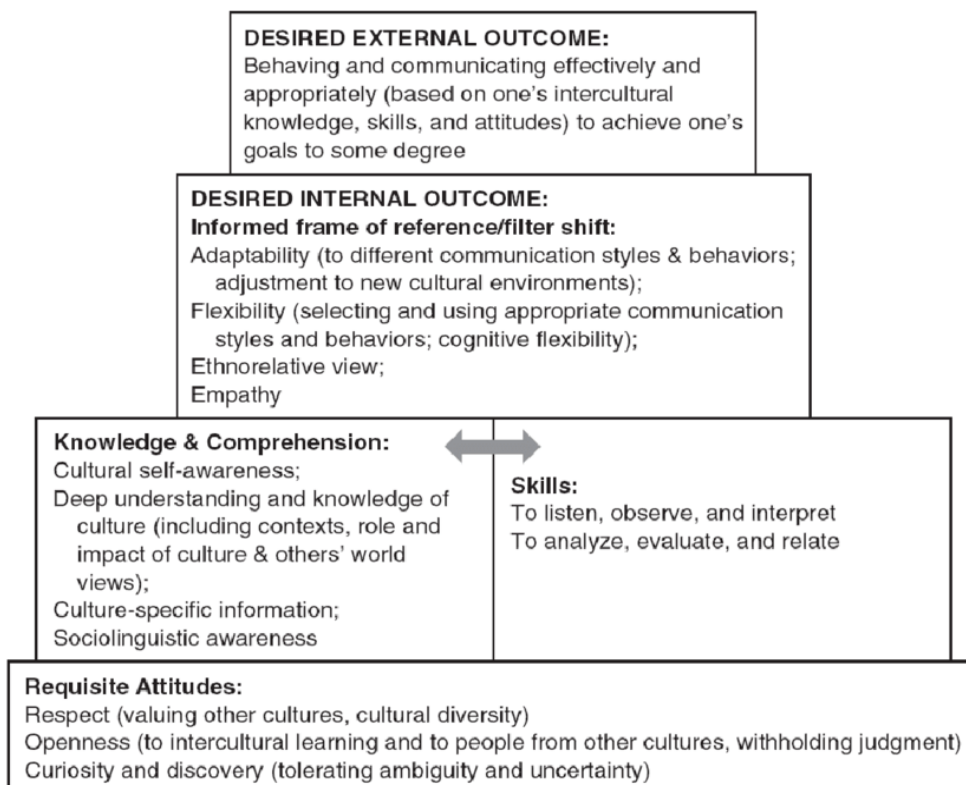 DESIRED EXTERNAL OUTCOME:
Behaving and communicating effectively and
appropriately (based on one's intercultural
knowledge, skills, and attitudes) to achieve one's
goals to some degree
DESIRED INTERNAL OUTCOME:
Informed frame of reference/filter shift:
Adaptability (to different communication styles & behaviors;
adjustment to new cultural environments);
Flexibility (selecting and using appropriate communication
styles and behaviors; cognitive flexibility);
Ethnorelative view;
Empathy
Knowledge & Comprehension:
Cultural self-awareness;
Deep understanding and knowledge of
culture (including contexts, role and
impact of culture & others' world
views);
Culture-specific information;
Sociolinguistic awareness
Skills:
To listen, observe, and interpret
To analyze, evaluate, and relate
Requisite Attitudes:
Respect (valuing other cultures, cultural diversity)
Openness (to intercultural learning and to people from other cultures, withholding judgment)
Curiosity and discovery (tolerating ambiguity and uncertainty)